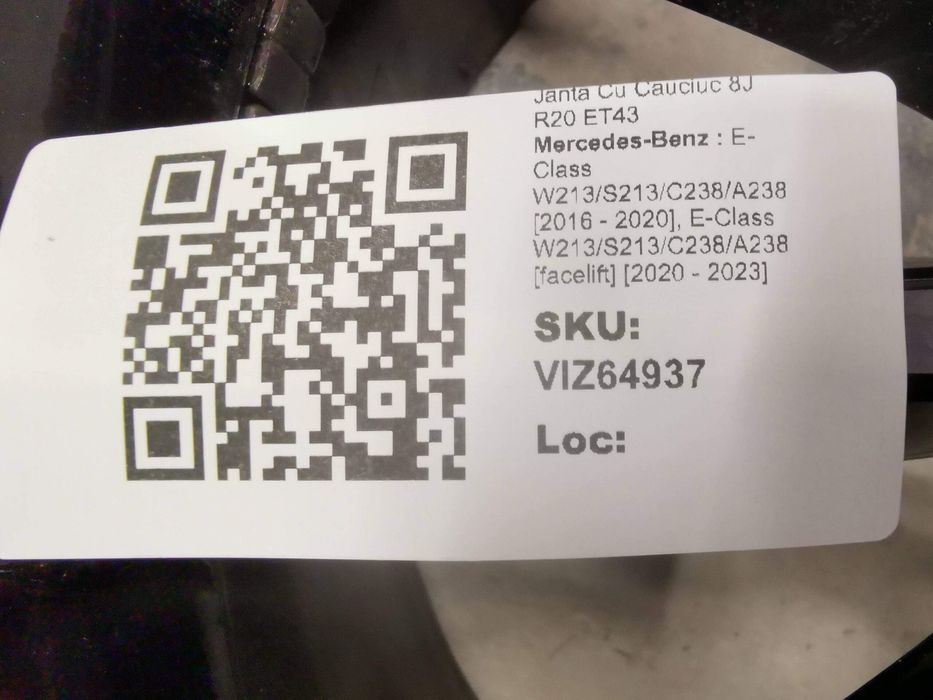 Janta Cu Cauciuc 8J
R20 ET43
Mercedes-Benz : E-
Class
W213/S213/C238/A238
[2016 - 2020], E-Class
W213/S213/C238/A238
[facelift] [2020 - 2023]
SKU:
VIZ64937
Loc: